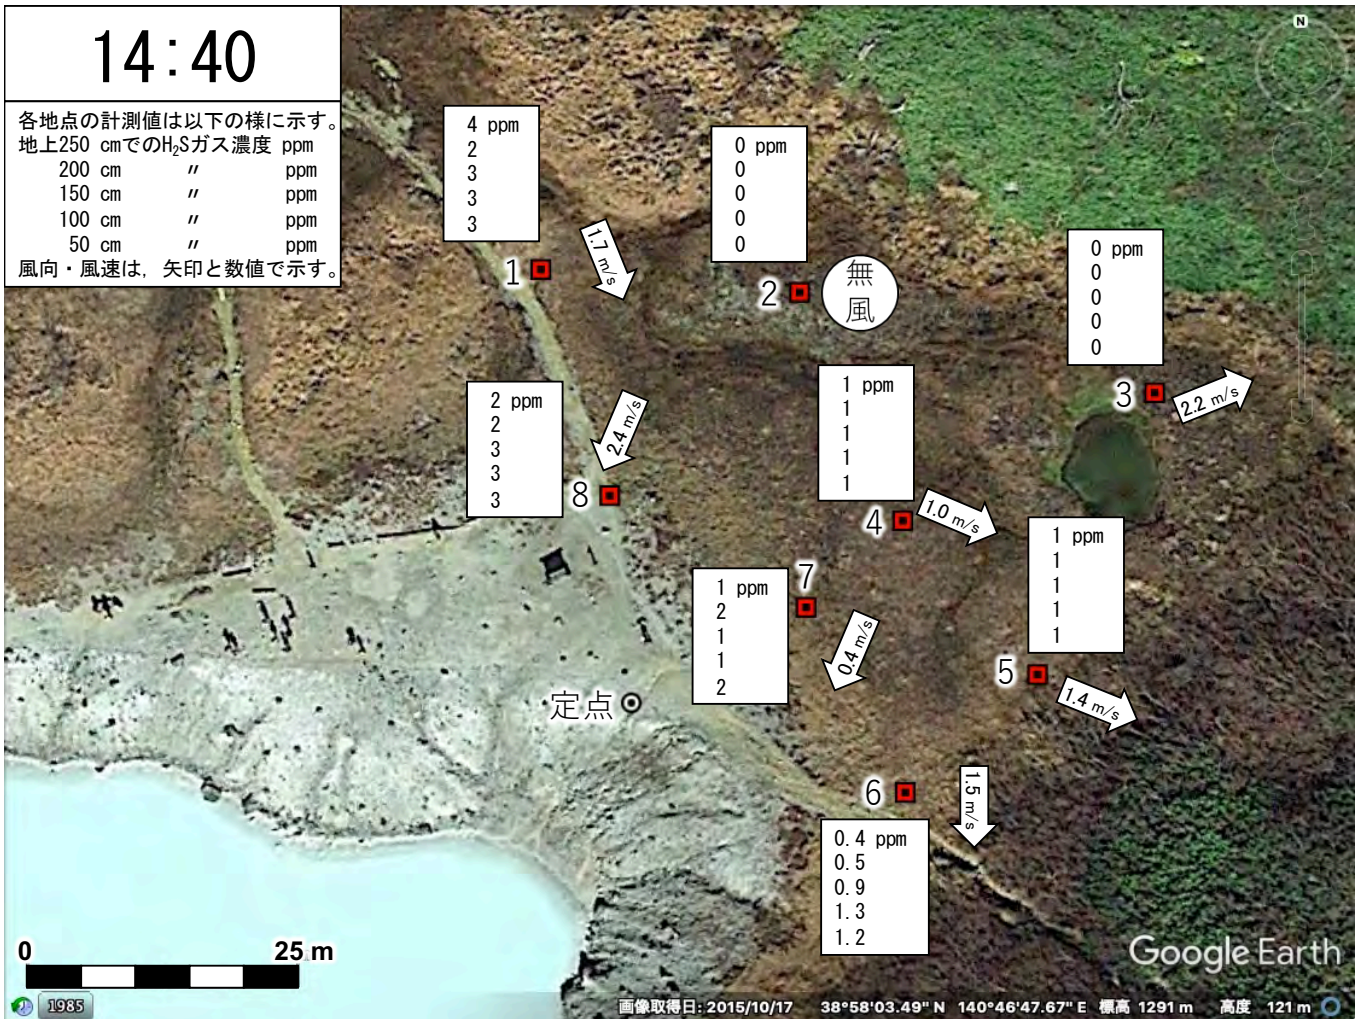 14:40
各地点の計測値は以下の様に示す。
地上250 cmでのH₂Sガス濃度 ppm
200 cm 〃 ppm
150 cm 〃 ppm
100 cm 〃 ppm
50 cm 〃 ppm
風向・風速は, 矢印と数値で示す。
N
4 ppm
2
3
3
3
1
1.7 m/s
0 ppm
0
0
0
0
2
無
風
0 ppm
0
0
0
0
3
2.2 m/s
2 ppm
2
3
3
3
8
2.4 m/s
1 ppm
1
1
1
1
4
1.0 m/s
1 ppm
2
1
1
2
7
0.4 m/s
1 ppm
1
1
1
1
5
1.4 m/s
定点
6
1.5 m/s
0.4 ppm
0.5
0.9
1.3
1.2
0 25 m
Google Earth
1985
画像取得日: 2015/10/17 38°58'03.49" N 140°46'47.67" E 標高 1291 m 高度 121 m